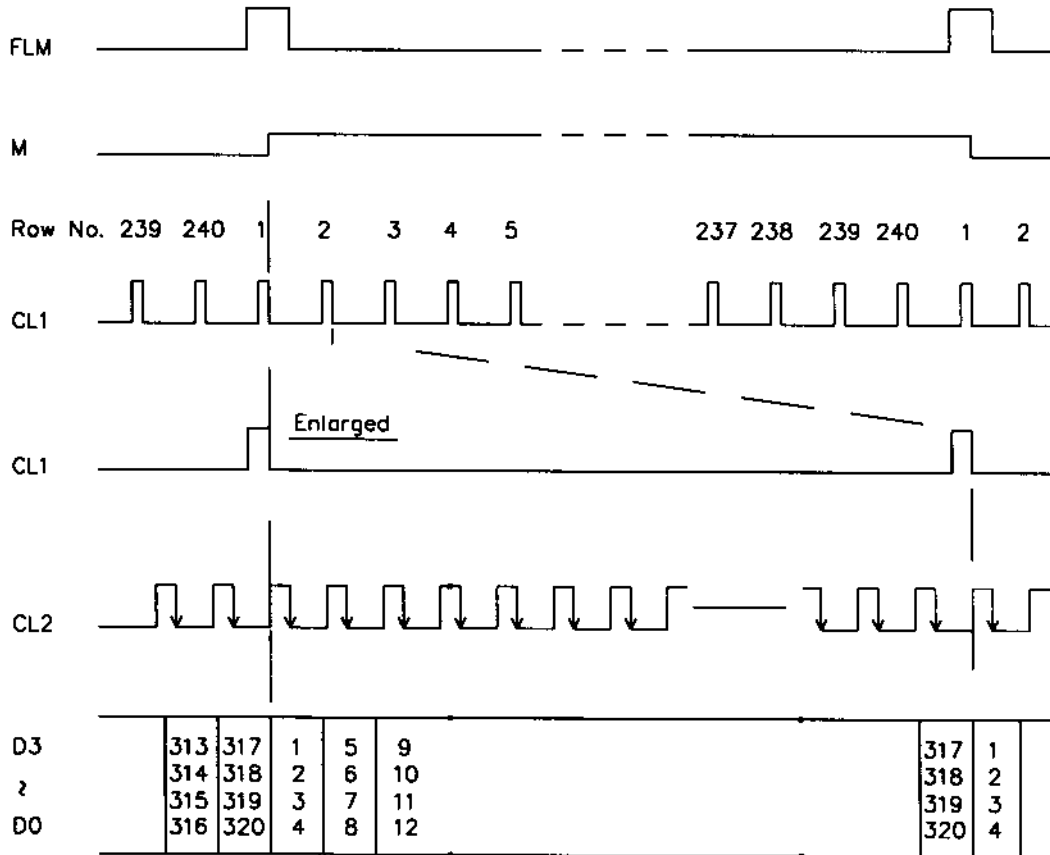 FLM
M
Row No. 239 240 1 2 3 4 5 237 238 239 240 1 2
CL1
Enlarged
CL1
CL2
D3 313 317 1 5 9 317 1
314 318 2 6 10 318 2
≀ 315 319 3 7 11 319 3
D0 316 320 4 8 12 320 4